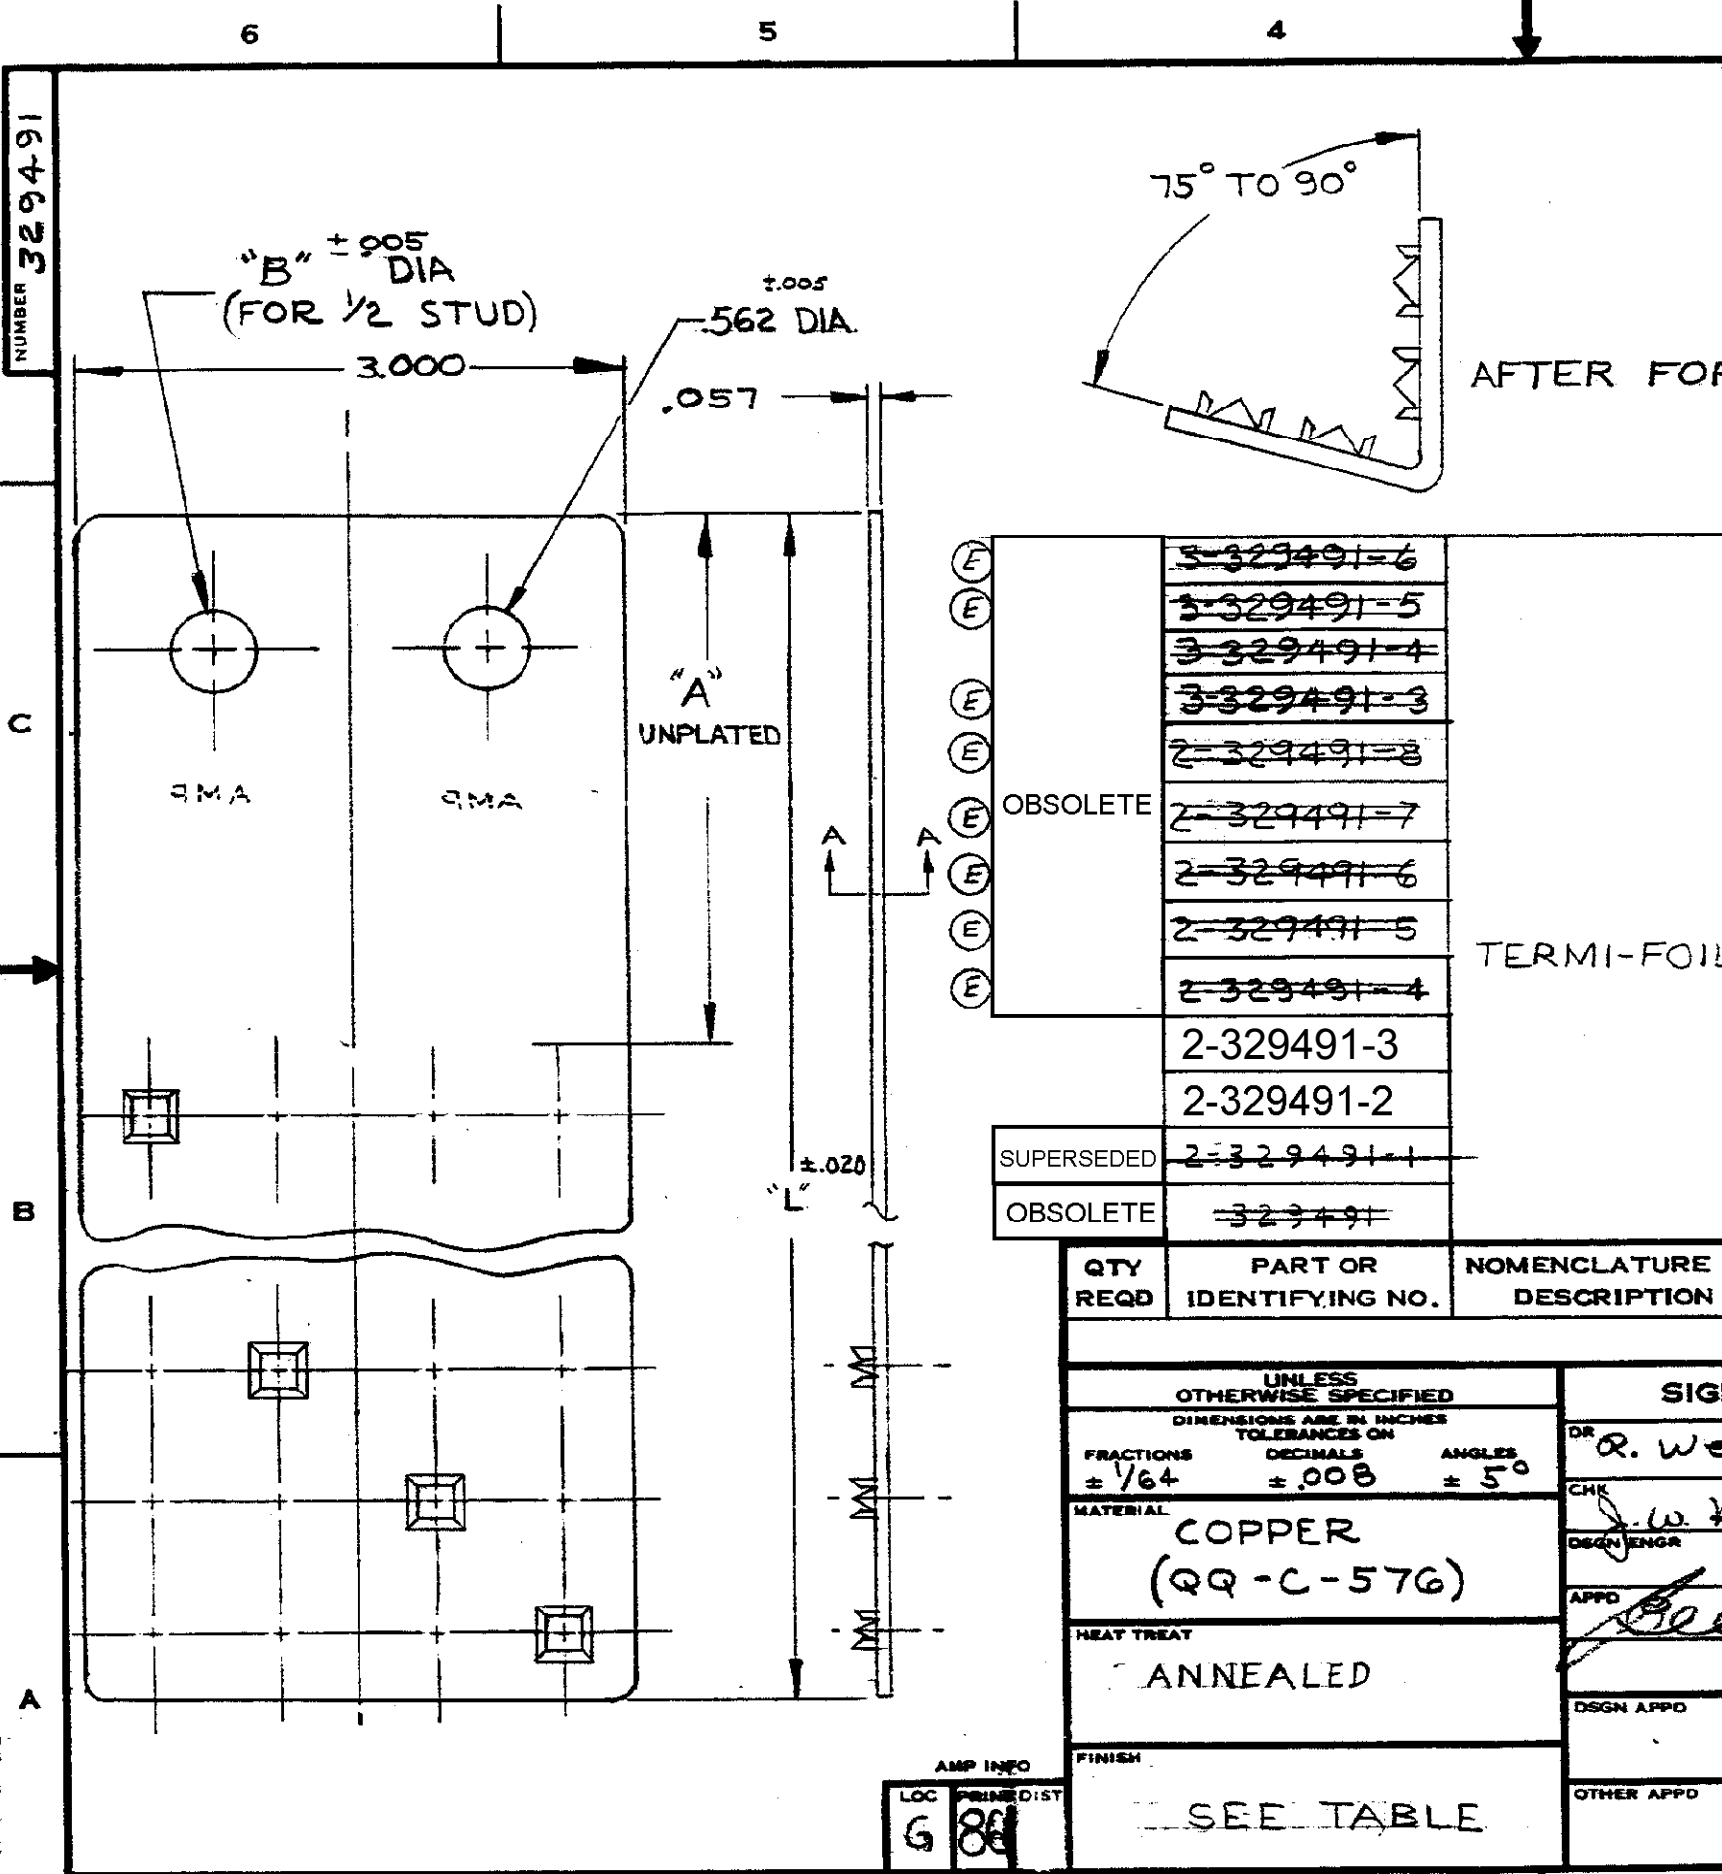 6
5
4
NUMBER 329491
"B" ±.005 DIA
(FOR 1/2 STUD)
±.005
.562 DIA.
3.000
.057
75° TO 90°
AFTER FOR
C
B
A
AMP
AMP
"A"
UNPLATED
A
A
±.020
"L"
E
E
E
E
E
E
E
E
OBSOLETE
3-329491-6
3-329491-5
3-329491-4
3-329491-3
2-329491-8
2-329491-7
2-329491-6
2-329491-5
2-329491-4
2-329491-3
2-329491-2
SUPERSEDED 2-329491-1
OBSOLETE 329491
TERMI-FOIL
QTY REQD
PART OR IDENTIFYING NO.
NOMENCLATURE
DESCRIPTION
UNLESS
OTHERWISE SPECIFIED
DIMENSIONS ARE IN INCHES
TOLERANCES ON
FRACTIONS DECIMALS ANGLES
± 1/64 ± .008 ± 5°
MATERIAL
COPPER
(QQ-C-576)
HEAT TREAT
ANNEALED
FINISH
SEE TABLE
SIG
DR
CHK
J.W.
DSGN ENGR
APPD
DSGN APPD
OTHER APPD
AMP INFO
LOC PRINE DIST
G